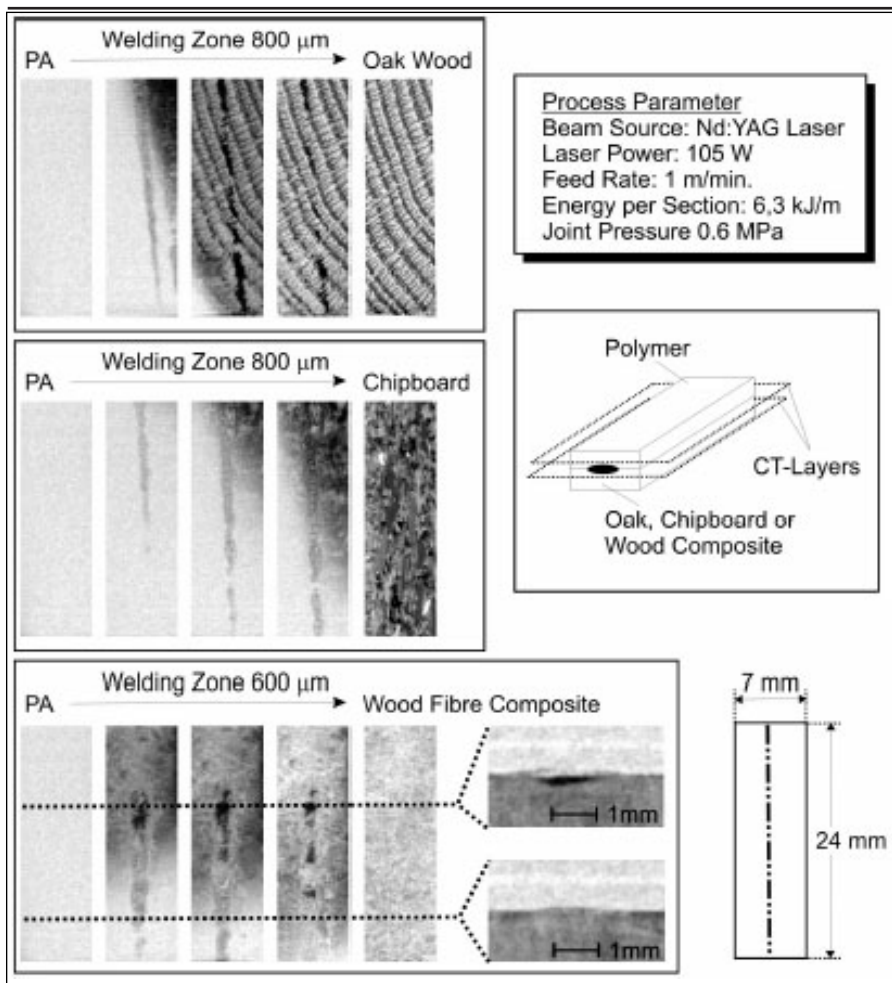 Welding Zone 800 µm
PA
Oak Wood
Process Parameter
Beam Source: Nd:YAG Laser
Laser Power: 105 W
Feed Rate: 1 m/min.
Energy per Section: 6,3 kJ/m
Joint Pressure 0.6 MPa
Welding Zone 800 µm
PA
Chipboard
Polymer
CT-Layers
Oak, Chipboard or
Wood Composite
Welding Zone 600 µm
PA
Wood Fibre Composite
1mm
1mm
7 mm
24 mm